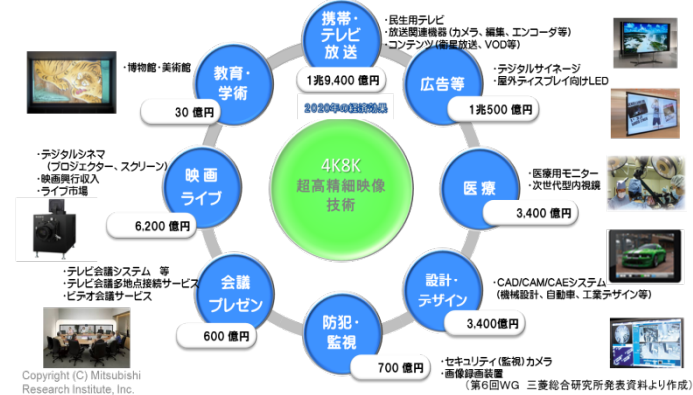 携帯・
テレビ
放送
1兆9,400 億円
・民生用テレビ
・放送関連機器（カメラ、編集、エンコーダ等）
・コンテンツ（衛星放送、VOD等）
2020年の経済効果
広告等
1兆500 億円
・デジタルサイネージ
・屋外ディスプレイ向けLED
医療
3,400 億円
・医療用モニター
・次世代型内視鏡
設計・
デザイン
3,400億円
・CAD/CAM/CAEシステム
（機械設計、自動車、工業デザイン等）
防犯・
監視
700 億円
・セキュリティ（監視）カメラ
・画像録画装置
会議
プレゼン
600 億円
・テレビ会議システム　等
・テレビ会議多地点接続サービス
・ビデオ会議サービス
映画
ライブ
6,200 億円
・デジタルシネマ
（プロジェクター、スクリーン）
・映画興行収入
・ライブ市場
教育・
学術
30 億円
・博物館・美術館
4K8K
超高精細映像
技術
Copyright (C) Mitsubishi
Research Institute, Inc.
（第6回WG　三菱総合研究所発表資料より作成）